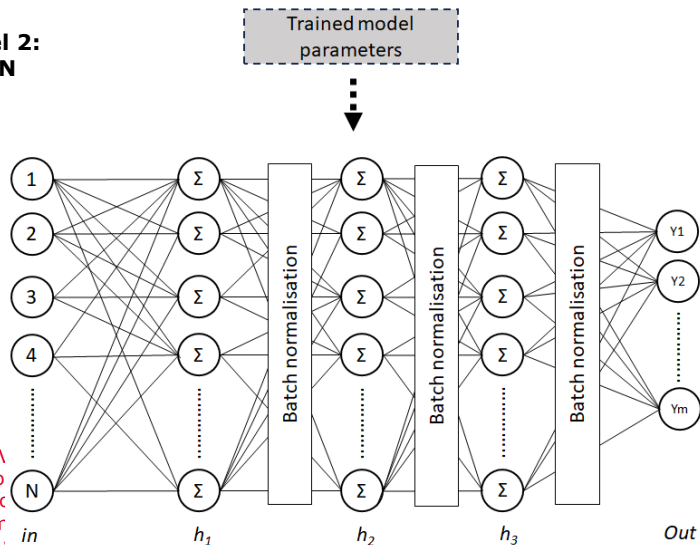 Trained model
parameters
el 2:
N
1
Σ
Σ
Σ
2
Σ
Σ
Σ
Y1
3
Σ
Σ
Σ
Y2
4
Σ
Σ
Σ
Batch normalisation
Batch normalisation
Batch normalisation
Ym
N
Σ
Σ
Σ
in
h1
h2
h3
Out